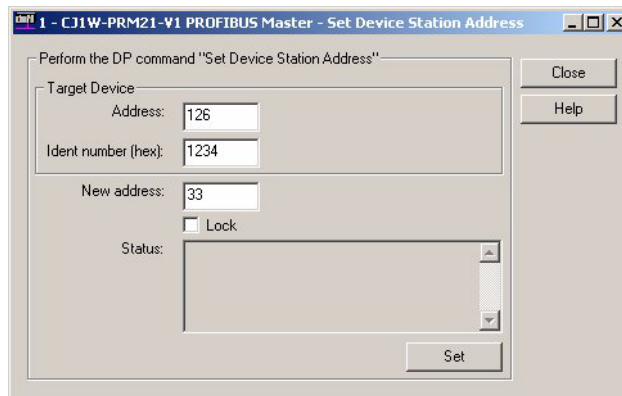 1 - CJ1W-PRM21-V1 PROFIBUS Master - Set Device Station Address
Perform the DP command "Set Device Station Address"
Close
Target Device
Address: 126
Help
Ident number (hex): 1234
New address: 33
Lock
Status:
Set